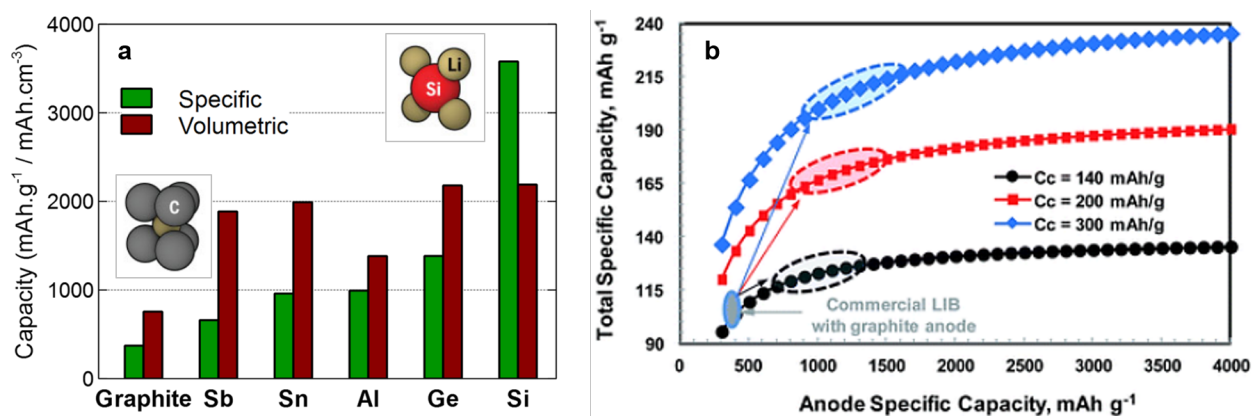 a
Capacity (mAh.g-1 / mAh.cm-3)
4000
3000
2000
1000
0
Specific
Volumetric
Li
Si
C
Graphite Sb Sn Al Ge Si
b
Total Specific Capacity, mAh g-1
240
215
190
165
140
115
90
Cc = 140 mAh/g
Cc = 200 mAh/g
Cc = 300 mAh/g
Commercial LIB
with graphite anode
0 500 1000 1500 2000 2500 3000 3500 4000
Anode Specific Capacity, mAh g-1